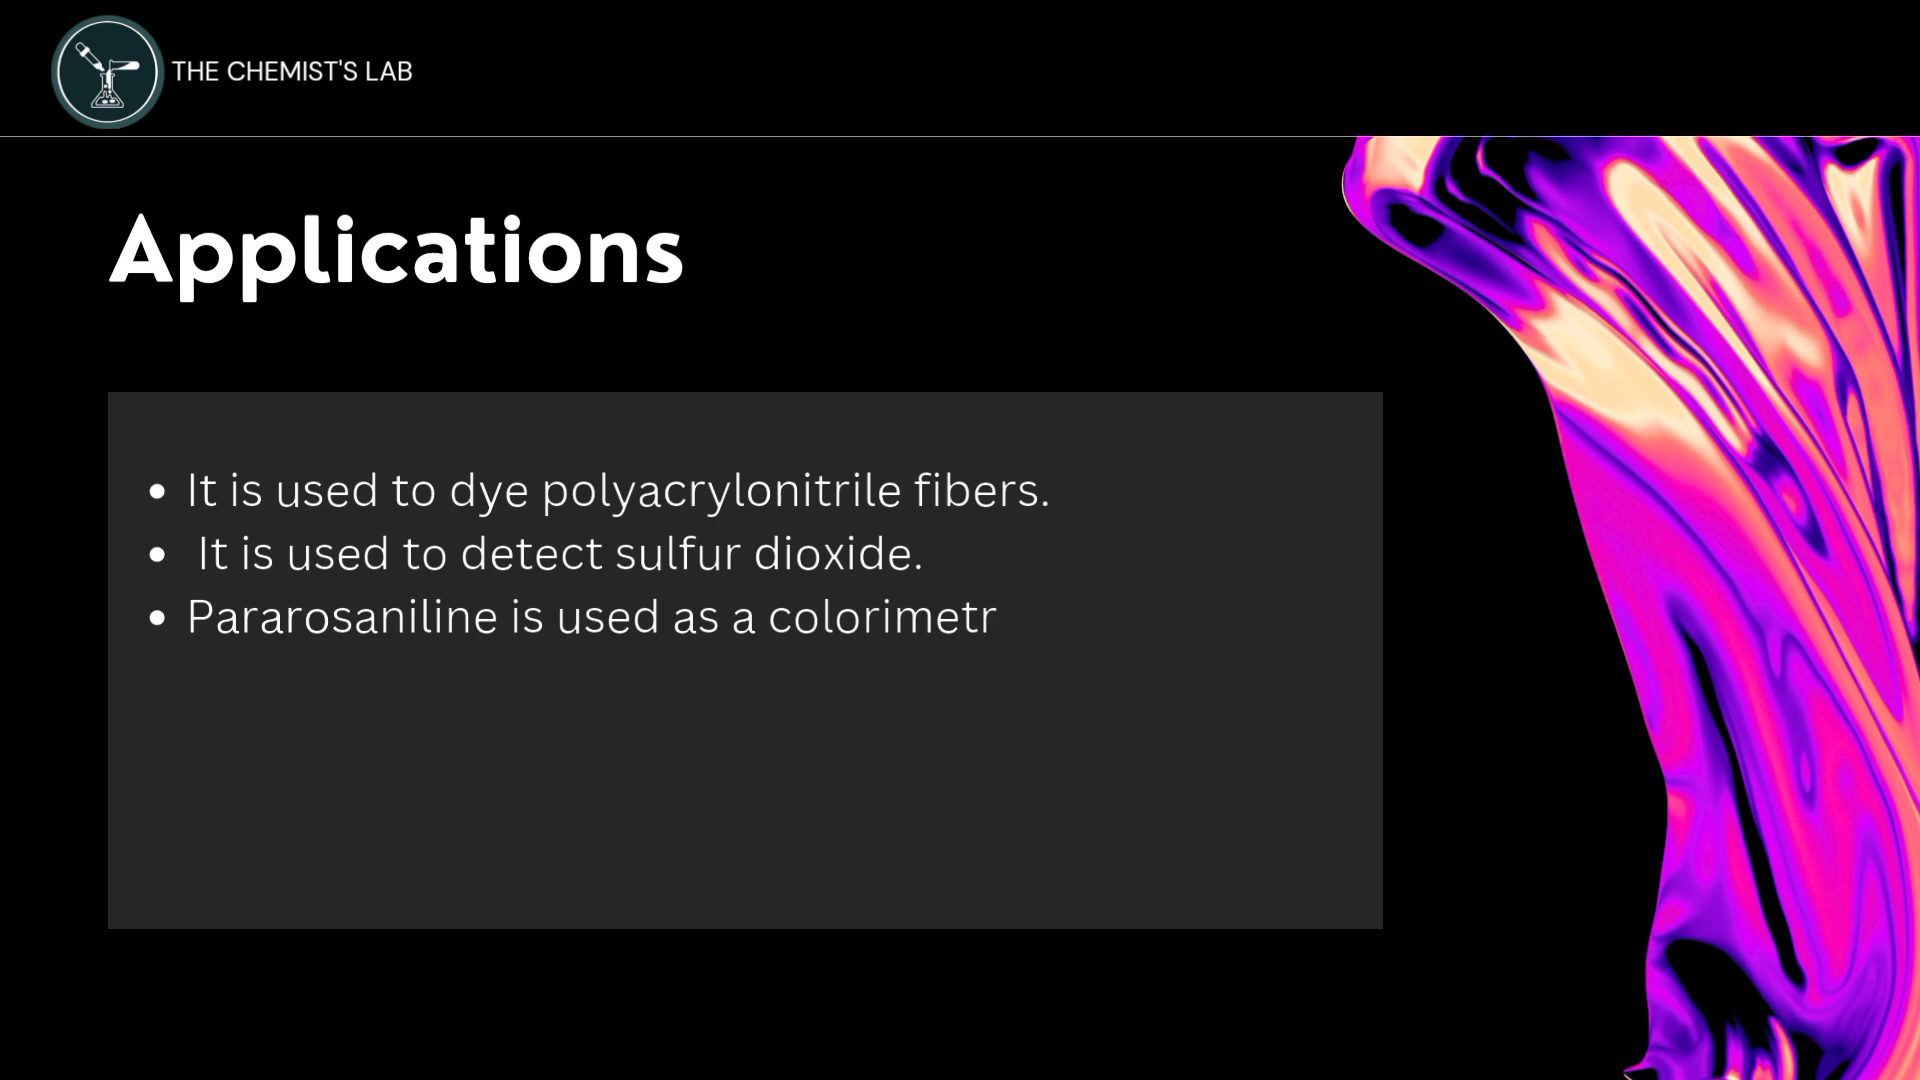 THE CHEMIST'S LAB
Applications
• It is used to dye polyacrylonitrile fibers.
• It is used to detect sulfur dioxide.
• Pararosaniline is used as a colorimetr